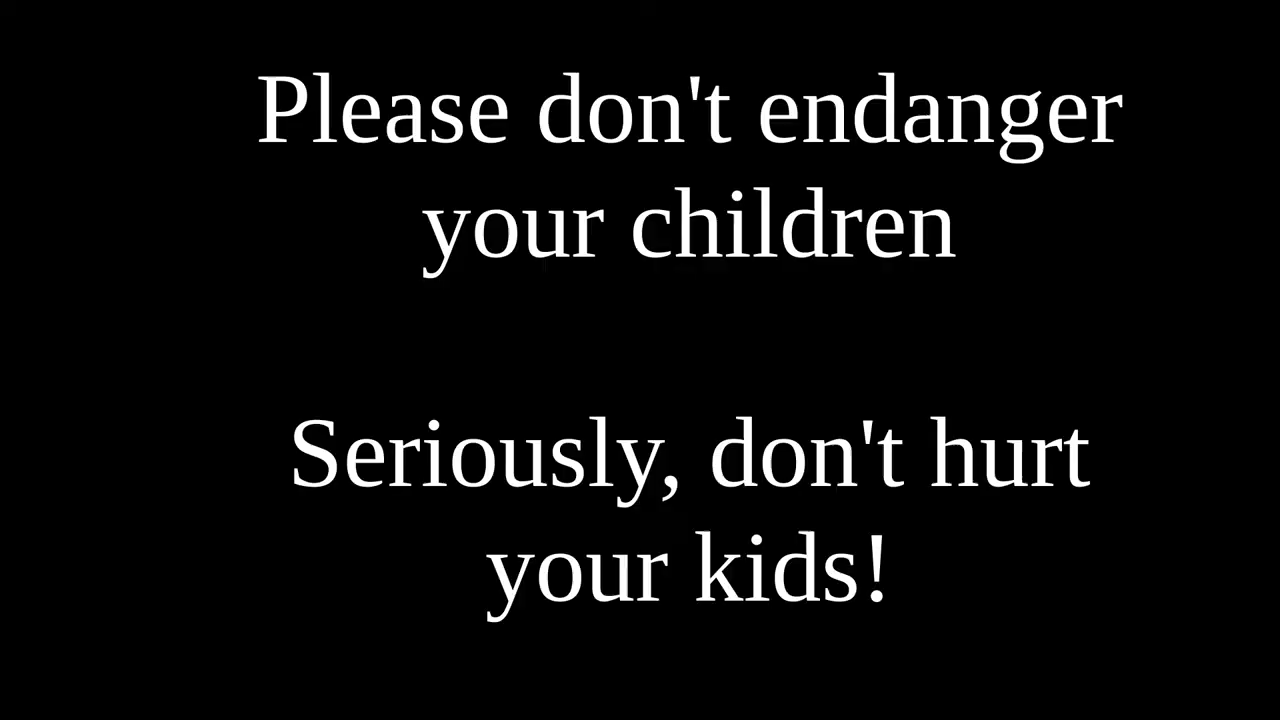 Please don't endanger
your children
Seriously, don't hurt
your kids!